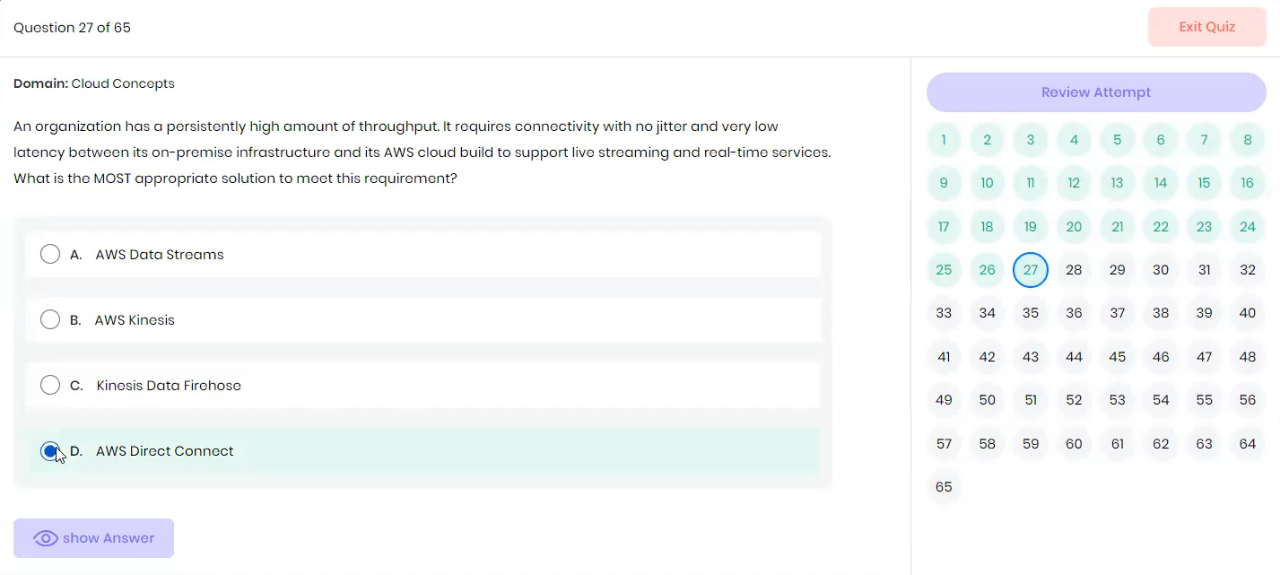 Question 27 of 65
Exit Quiz
Domain: Cloud Concepts
An organization has a persistently high amount of throughput. It requires connectivity with no jitter and very low
latency between its on-premise infrastructure and its AWS cloud build to support live streaming and real-time services.
What is the MOST appropriate solution to meet this requirement?
A. AWS Data Streams
B. AWS Kinesis
C. Kinesis Data Firehose
D. AWS Direct Connect
show Answer
Review Attempt
1 2 3 4 5 6 7 8
9 10 11 12 13 14 15 16
17 18 19 20 21 22 23 24
25 26 27 28 29 30 31 32
33 34 35 36 37 38 39 40
41 42 43 44 45 46 47 48
49 50 51 52 53 54 55 56
57 58 59 60 61 62 63 64
65